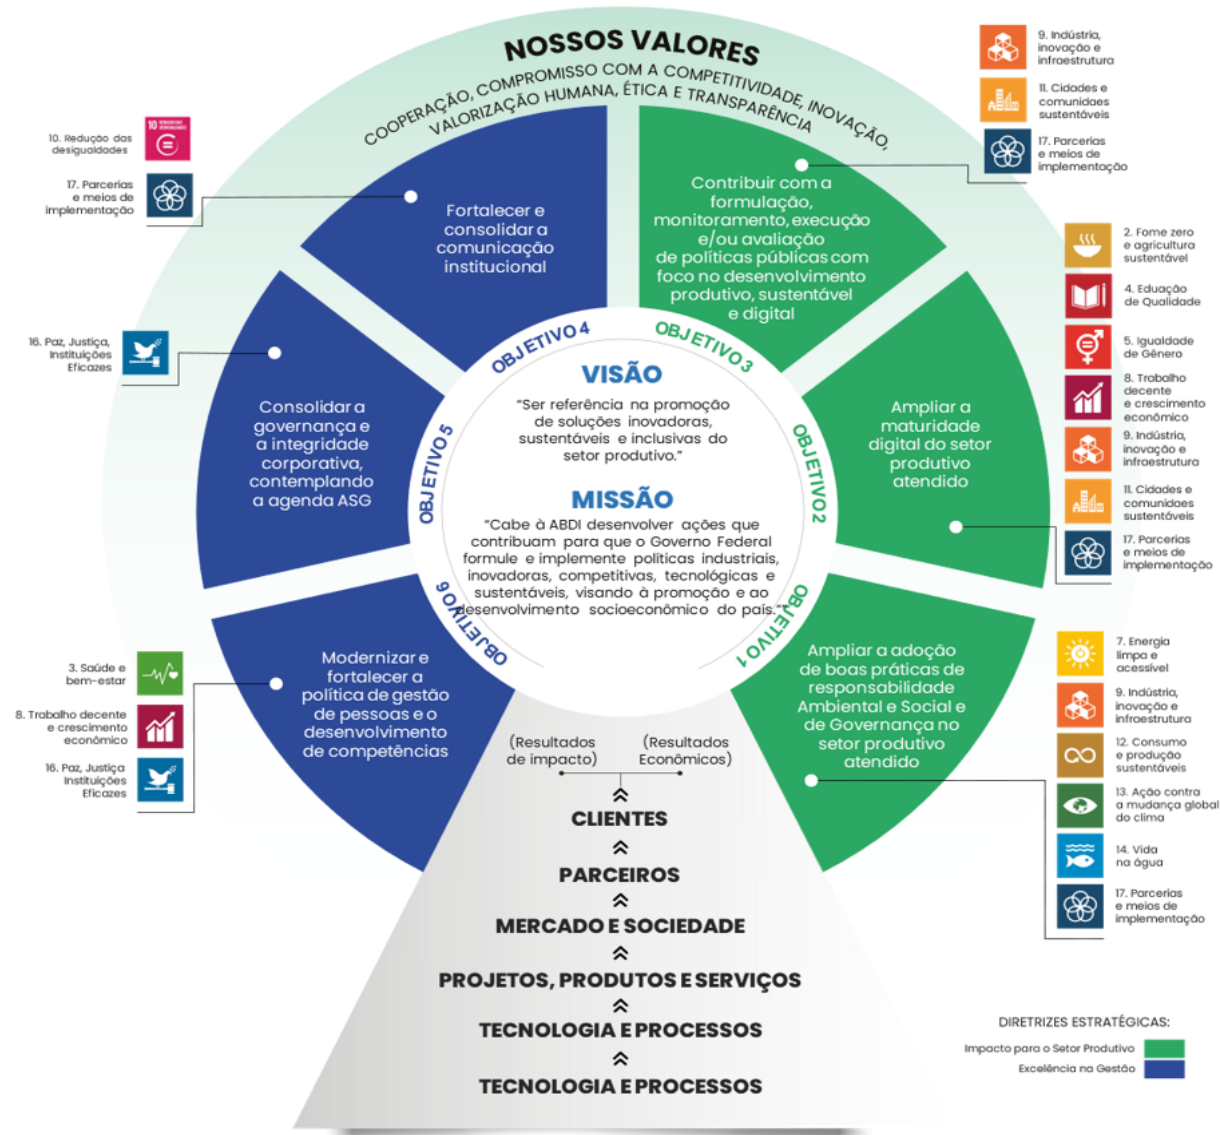 NOSSOS VALORES
COOPERAÇÃO, COMPROMISSO COM A COMPETITIVIDADE, INOVAÇÃO,
VALORIZAÇÃO HUMANA, ÉTICA E TRANSPARÊNCIA
10. Redução das
desigualdades
17. Parcerias
e meios de
implementação
Fortalecer e
consolidar a
comunicação
institucional
OBJETIVO 4
16. Paz, Justiça,
Instituições
Eficazes
Consolidar a
governança e
a integridade
corporativa,
contemplando
a agenda ASG
OBJETIVO 5
3. Saúde e
bem-estar
8. Trabalho decente
e crescimento
econômico
16. Paz, Justiça
Instituições
Eficazes
Modernizar e
fortalecer a
política de gestão
de pessoas e o
desenvolvimento
de competências
OBJETIVO 6
9. Indústria,
inovação e
infraestrutura
11. Cidades e
comunidaes
sustentáveis
17. Parcerias
e meios de
implementação
Contribuir com a
formulação,
monitoramento, execução
e/ou avaliação
de políticas públicas com
foco no desenvolvimento
produtivo, sustentável
e digital
OBJETIVO 3
2. Fome zero
e agricultura
sustentável
4. Eduação
de Qualidade
5. Igualdade
de Gênero
8. Trabalho
decente
e crescimento
econômico
9. Indústria,
inovação e
infraestrutura
11. Cidades e
comunidaes
sustentáveis
17. Parcerias
e meios de
implementação
Ampliar a
maturidade
digital do setor
produtivo
atendido
OBJETIVO 2
7. Energia
limpa e
acessível
9. Indústria,
inovação e
infraestrutura
12. Consumo
e produção
sustentáveis
13. Ação contra
a mudança global
do clima
14. Vida
na água
17. Parcerias
e meios de
implementação
Ampliar a adoção
de boas práticas de
responsabilidade
Ambiental e Social e
de Governança no
setor produtivo
atendido
OBJETIVO 1
VISÃO
"Ser referência na promoção
de soluções inovadoras,
sustentáveis e inclusivas do
setor produtivo."
MISSÃO
"Cabe à ABDI desenvolver ações que
contribuam para que o Governo Federal
formule e implemente políticas industriais,
inovadoras, competitivas, tecnológicas e
sustentáveis, visando à promoção e ao
desenvolvimento socioeconômico do país.""
(Resultados
de impacto)
(Resultados
Econômicos)
CLIENTES
PARCEIROS
MERCADO E SOCIEDADE
PROJETOS, PRODUTOS E SERVIÇOS
TECNOLOGIA E PROCESSOS
TECNOLOGIA E PROCESSOS
DIRETRIZES ESTRATÉGICAS:
Impacto para o Setor Produtivo
Excelência na Gestão